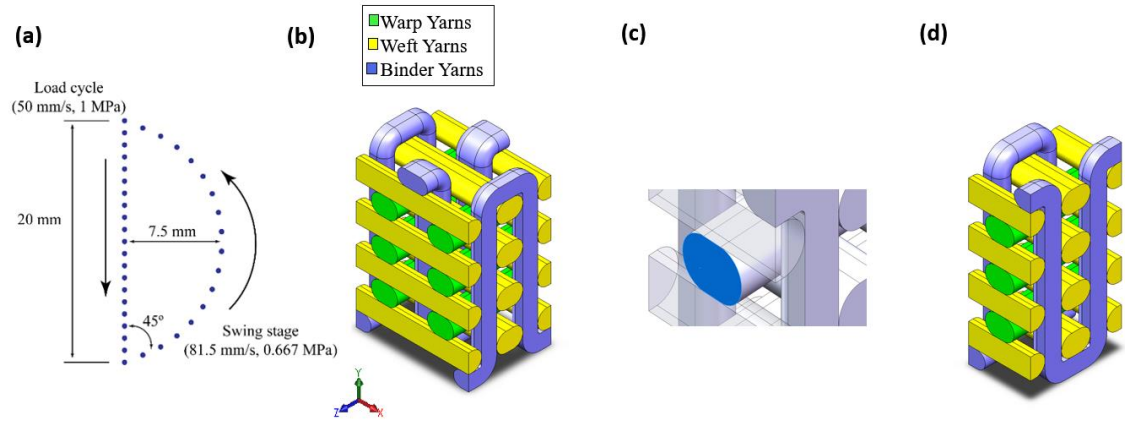 (a)
Load cycle
(50 mm/s, 1 MPa)
20 mm
7.5 mm
45º
Swing stage
(81.5 mm/s, 0.667 MPa)
(b)
Warp Yarns
Weft Yarns
Binder Yarns
Y
Z
X
(c)
(d)